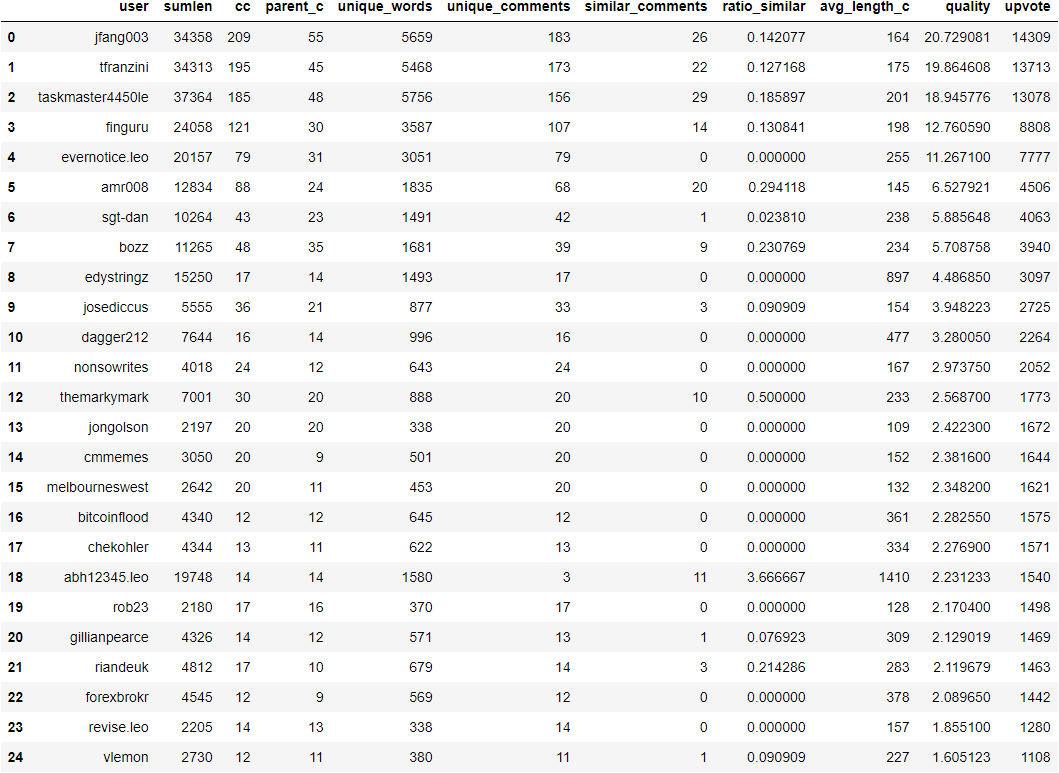 user sumlen cc parent_c unique_words unique_comments similar_comments ratio_similar avg_length_c quality upvote
0 jfang003 34358 209 55 5659 183 26 0.142077 164 20.729081 14309
1 tfranzini 34313 195 45 5468 173 22 0.127168 175 19.864608 13713
2 taskmaster4450le 37364 185 48 5756 156 29 0.185897 201 18.945776 13078
3 finguru 24058 121 30 3587 107 14 0.130841 198 12.760590 8808
4 evernotice.leo 20157 79 31 3051 79 0 0.000000 255 11.267100 7777
5 amr008 12834 88 24 1835 68 20 0.294118 145 6.527921 4506
6 sgt-dan 10264 43 23 1491 42 1 0.023810 238 5.885648 4063
7 bozz 11265 48 35 1681 39 9 0.230769 234 5.708758 3940
8 edystringz 15250 17 14 1493 17 0 0.000000 897 4.486850 3097
9 josediccus 5555 36 21 877 33 3 0.090909 154 3.948223 2725
10 dagger212 7644 16 14 996 16 0 0.000000 477 3.280050 2264
11 nonsowrites 4018 24 12 643 24 0 0.000000 167 2.973750 2052
12 themarkymark 7001 30 20 888 20 10 0.500000 233 2.568700 1773
13 jongolson 2197 20 20 338 20 0 0.000000 109 2.422300 1672
14 cmmemes 3050 20 9 501 20 0 0.000000 152 2.381600 1644
15 melbourneswest 2642 20 11 453 20 0 0.000000 132 2.348200 1621
16 bitcoinflood 4340 12 12 645 12 0 0.000000 361 2.282550 1575
17 chekohler 4344 13 11 622 13 0 0.000000 334 2.276900 1571
18 abh12345.leo 19748 14 14 1580 3 11 3.666667 1410 2.231233 1540
19 rob23 2180 17 16 370 17 0 0.000000 128 2.170400 1498
20 gillianpearce 4326 14 12 571 13 1 0.076923 309 2.129019 1469
21 riandeuk 4812 17 10 679 14 3 0.214286 283 2.119679 1463
22 forexbrokr 4545 12 9 569 12 0 0.000000 378 2.089650 1442
23 revise.leo 2205 14 13 338 14 0 0.000000 157 1.855100 1280
24 vlemon 2730 12 11 380 11 1 0.090909 227 1.605123 1108